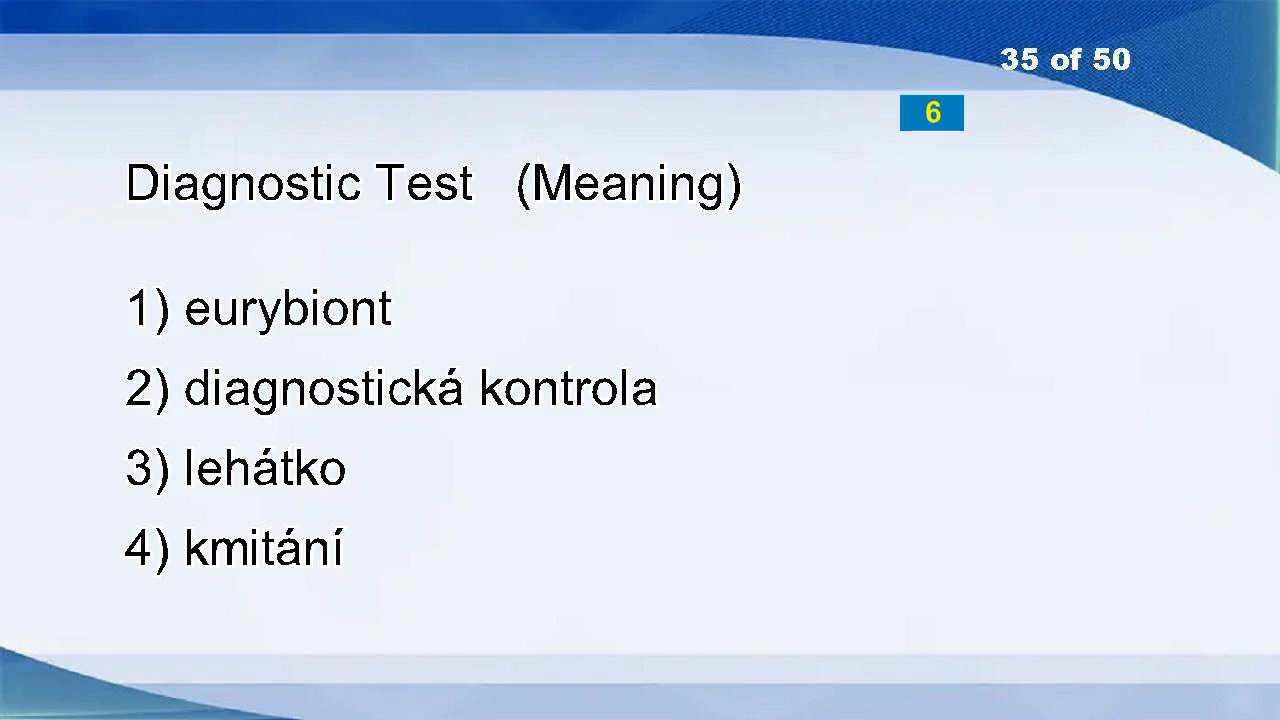 35 of 50
6
Diagnostic Test (Meaning)
1) eurybiont
2) diagnostická kontrola
3) lehátko
4) kmitání